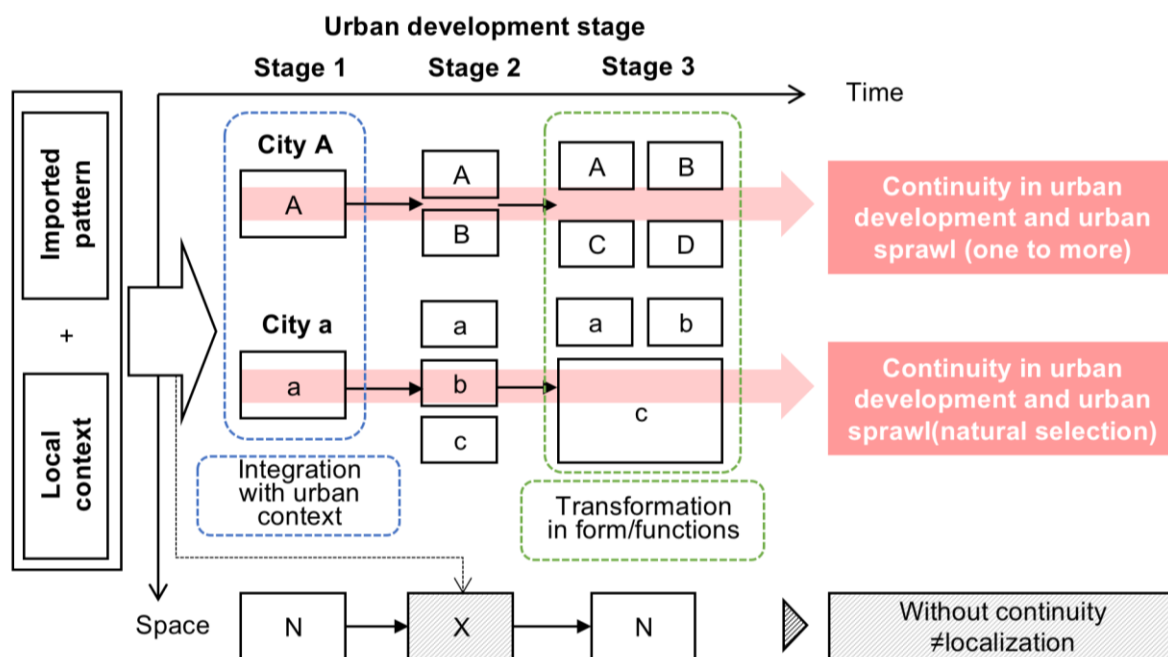 Urban development stage
Stage 1
Stage 2
Stage 3
Time
Imported
pattern
+
Local
context
City A
A
A
B
A
B
C
D
Continuity in urban
development and urban
sprawl (one to more)
City a
a
a
b
c
a
b
c
Continuity in urban
development and urban
sprawl(natural selection)
Integration
with urban
context
Transformation
in form/functions
Space
N
X
N
Without continuity
≠localization